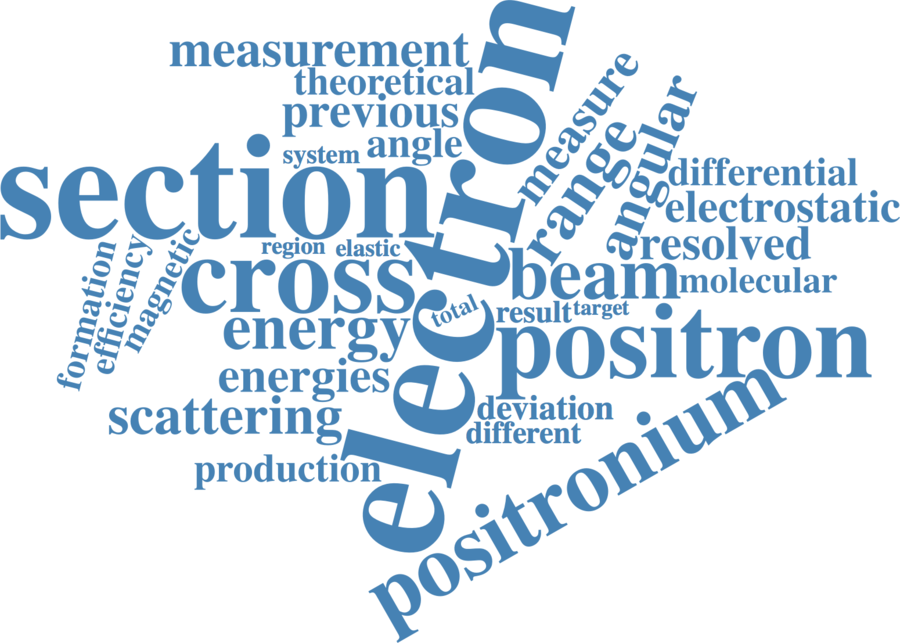 measurement
theoretical
previous
system
angle
section
electron
measure
range
angular
differential
electrostatic
resolved
molecular
beam
region
elastic
formation
efficiency
magnetic
cross
total
result
target
energy
positron
energies
scattering
deviation
different
production
positronium